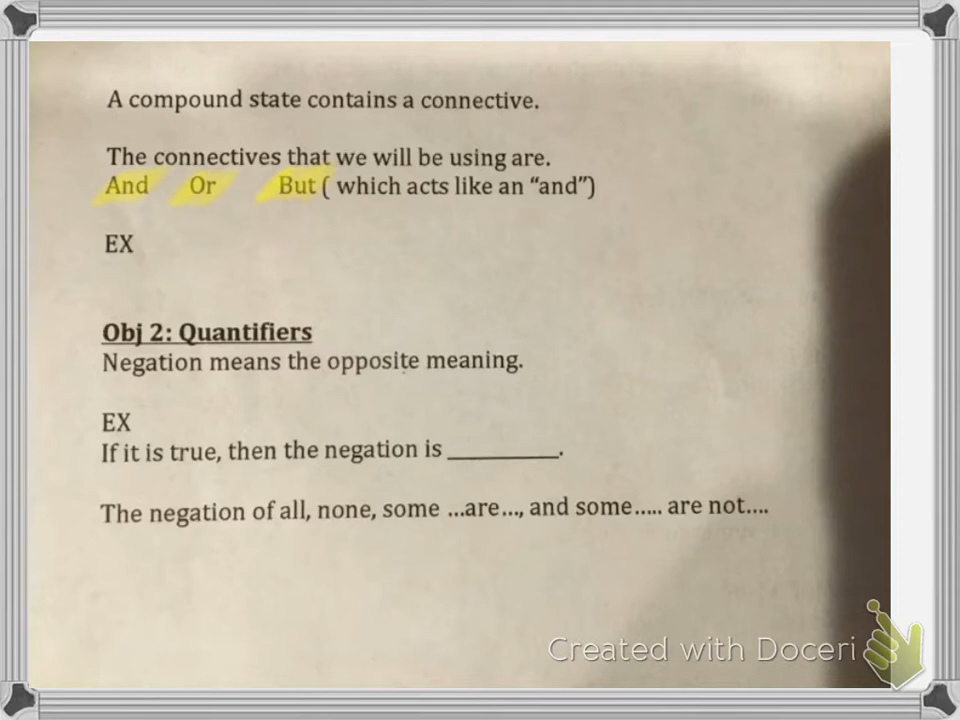 A compound state contains a connective.
The connectives that we will be using are.
And Or But ( which acts like an “and”)
EX
Obj 2: Quantifiers
Negation means the opposite meaning.
EX
If it is true, then the negation is __________.
The negation of all, none, some ...are..., and some..... are not....
Created with Doceri